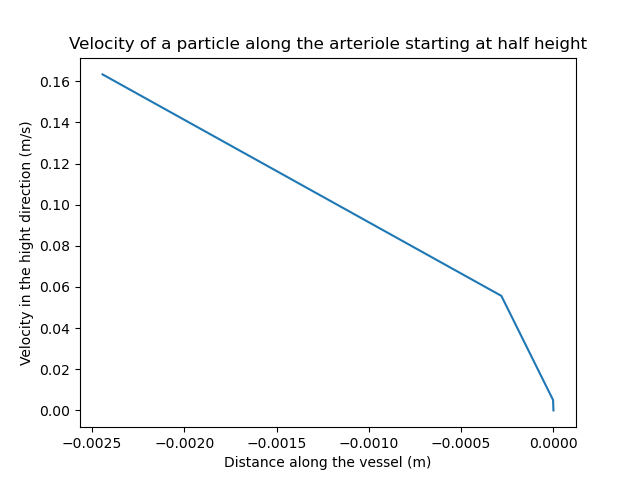 Velocity of a particle along the arteriole starting at half height
Velocity in the hight direction (m/s)
0.16
0.14
0.12
0.10
0.08
0.06
0.04
0.02
0.00
−0.0025 −0.0020 −0.0015 −0.0010 −0.0005 0.0000
Distance along the vessel (m)